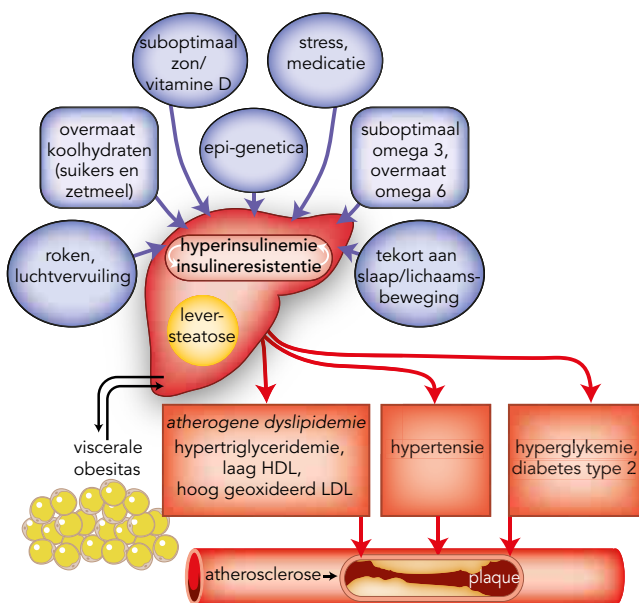 suboptimaal
zon/
vitamine D
stress,
medicatie
overmaat
koolhydraten
(suikers en
zetmeel)
epi-genetica
suboptimaal
omega 3,
overmaat
omega 6
roken,
luchtvervuiling
hyperinsulinemie
insulineresistentie
tekort aan
slaap/lichaams-
beweging
lever-
steatose
viscerale
obesitas
atherogene dyslipidemie
hypertriglyceridemie,
laag HDL,
hoog geoxideerd LDL
hypertensie
hyperglykemie,
diabetes type 2
atherosclerose
plaque